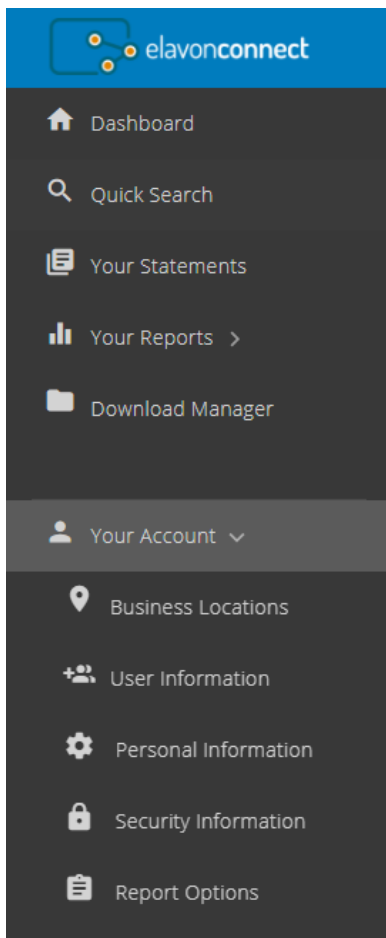 elavonconnect
Dashboard
Quick Search
Your Statements
Your Reports
Download Manager
Your Account
Business Locations
User Information
Personal Information
Security Information
Report Options